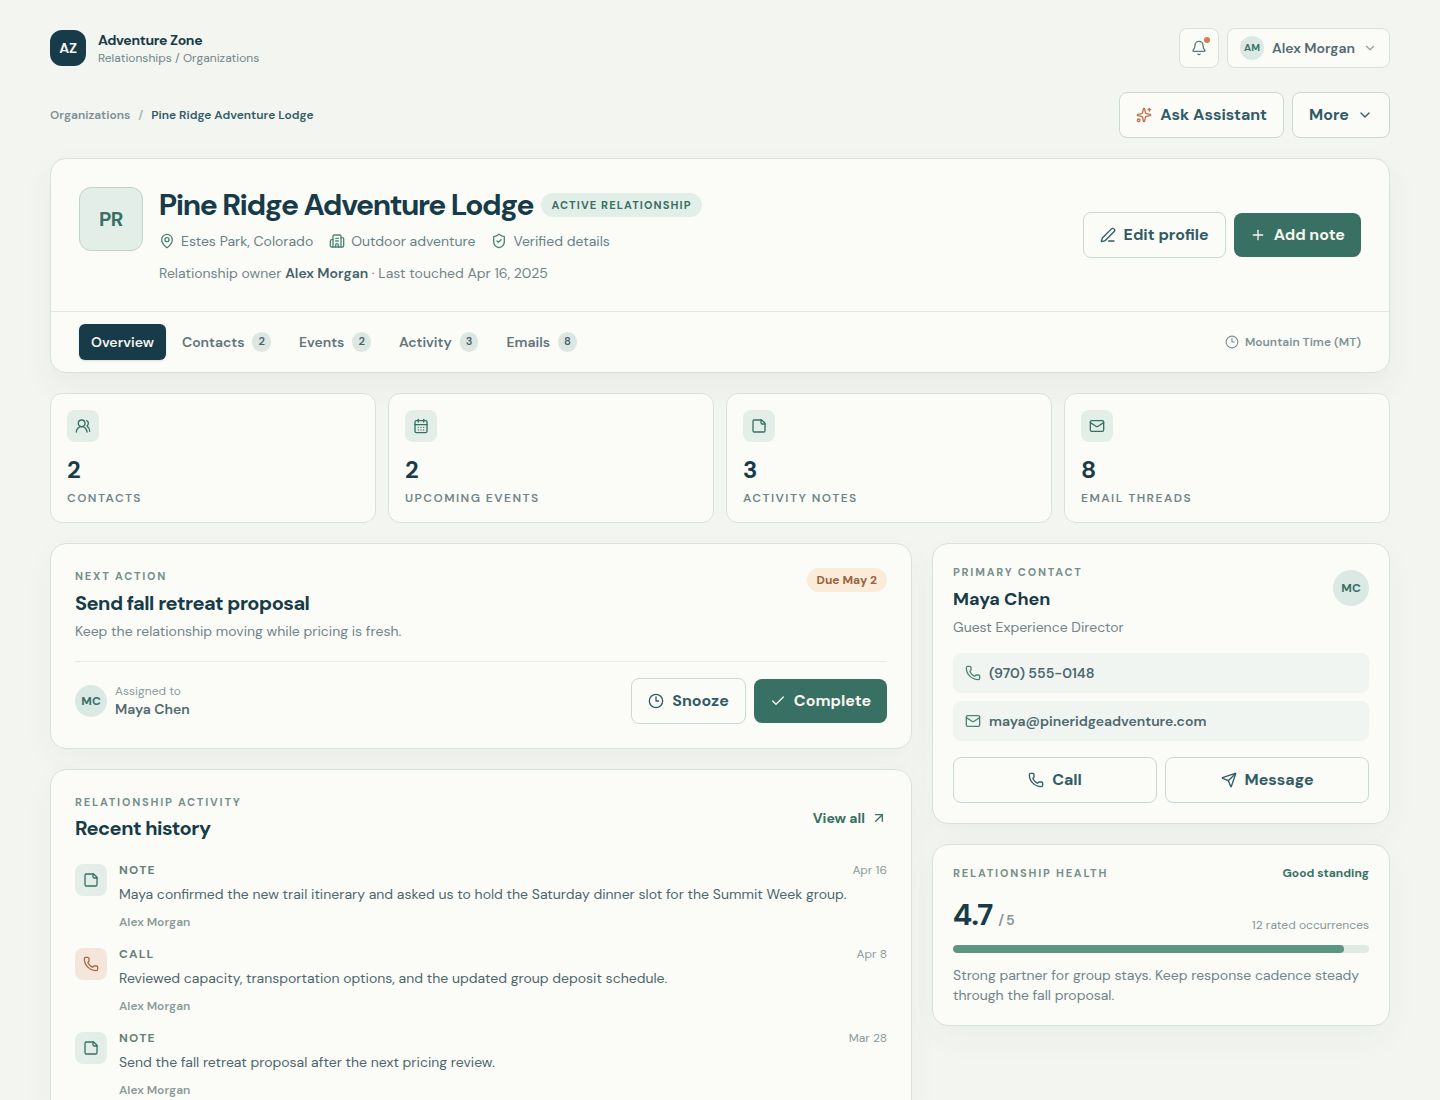 AZ
Adventure Zone
Relationships / Organizations
AM
Alex Morgan
Organizations / Pine Ridge Adventure Lodge
Ask Assistant
More
PR
Pine Ridge Adventure Lodge
ACTIVE RELATIONSHIP
Estes Park, Colorado
Outdoor adventure
Verified details
Relationship owner Alex Morgan · Last touched Apr 16, 2025
Edit profile
Add note
Overview
Contacts 2
Events 2
Activity 3
Emails 8
Mountain Time (MT)
2
CONTACTS
2
UPCOMING EVENTS
3
ACTIVITY NOTES
8
EMAIL THREADS
NEXT ACTION
Due May 2
Send fall retreat proposal
Keep the relationship moving while pricing is fresh.
MC
Assigned to
Maya Chen
Snooze
Complete
RELATIONSHIP ACTIVITY
Recent history
View all
NOTE
Apr 16
Maya confirmed the new trail itinerary and asked us to hold the Saturday dinner slot for the Summit Week group.
Alex Morgan
CALL
Apr 8
Reviewed capacity, transportation options, and the updated group deposit schedule.
Alex Morgan
NOTE
Mar 28
Send the fall retreat proposal after the next pricing review.
Alex Morgan
PRIMARY CONTACT
Maya Chen
MC
Guest Experience Director
(970) 555-0148
maya@pineridgeadventure.com
Call
Message
RELATIONSHIP HEALTH
Good standing
4.7 / 5
12 rated occurrences
Strong partner for group stays. Keep response cadence steady
through the fall proposal.